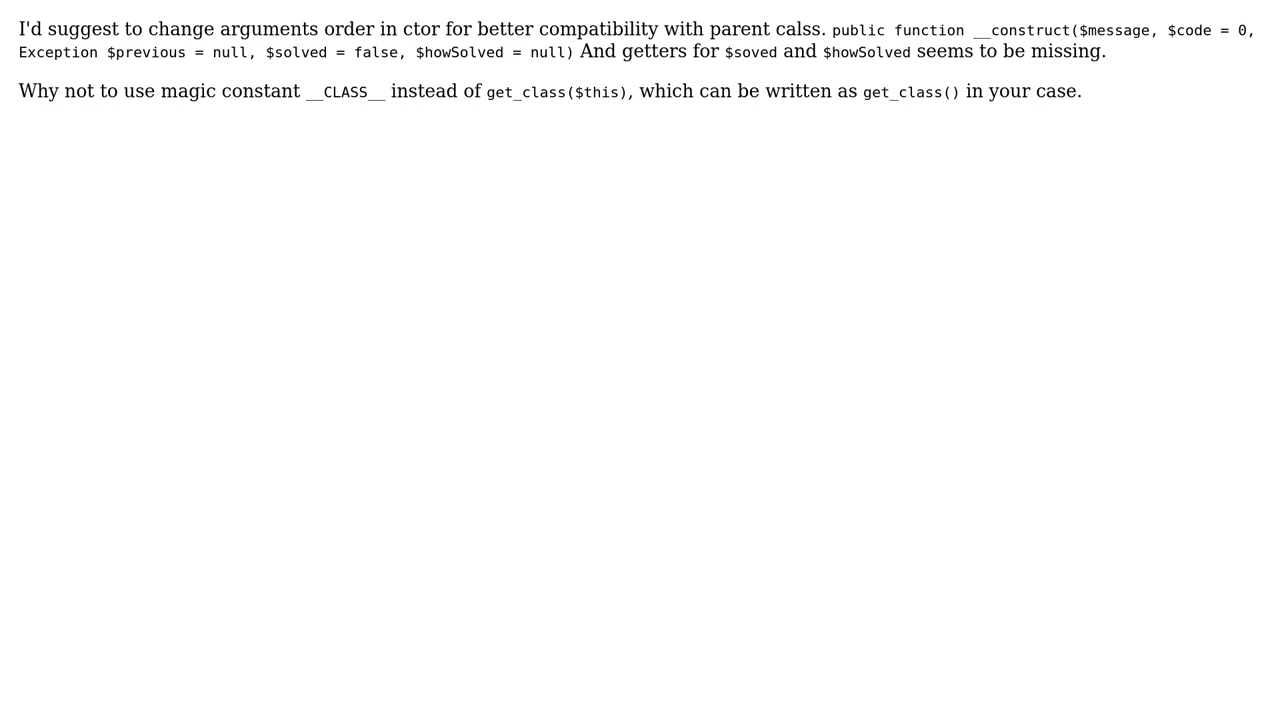 I'd suggest to change arguments order in ctor for better compatibility with parent calss. public function __construct($message, $code = 0,
Exception $previous = null, $solved = false, $howSolved = null) And getters for $soved and $howSolved seems to be missing.
Why not to use magic constant __CLASS__ instead of get_class($this), which can be written as get_class() in your case.